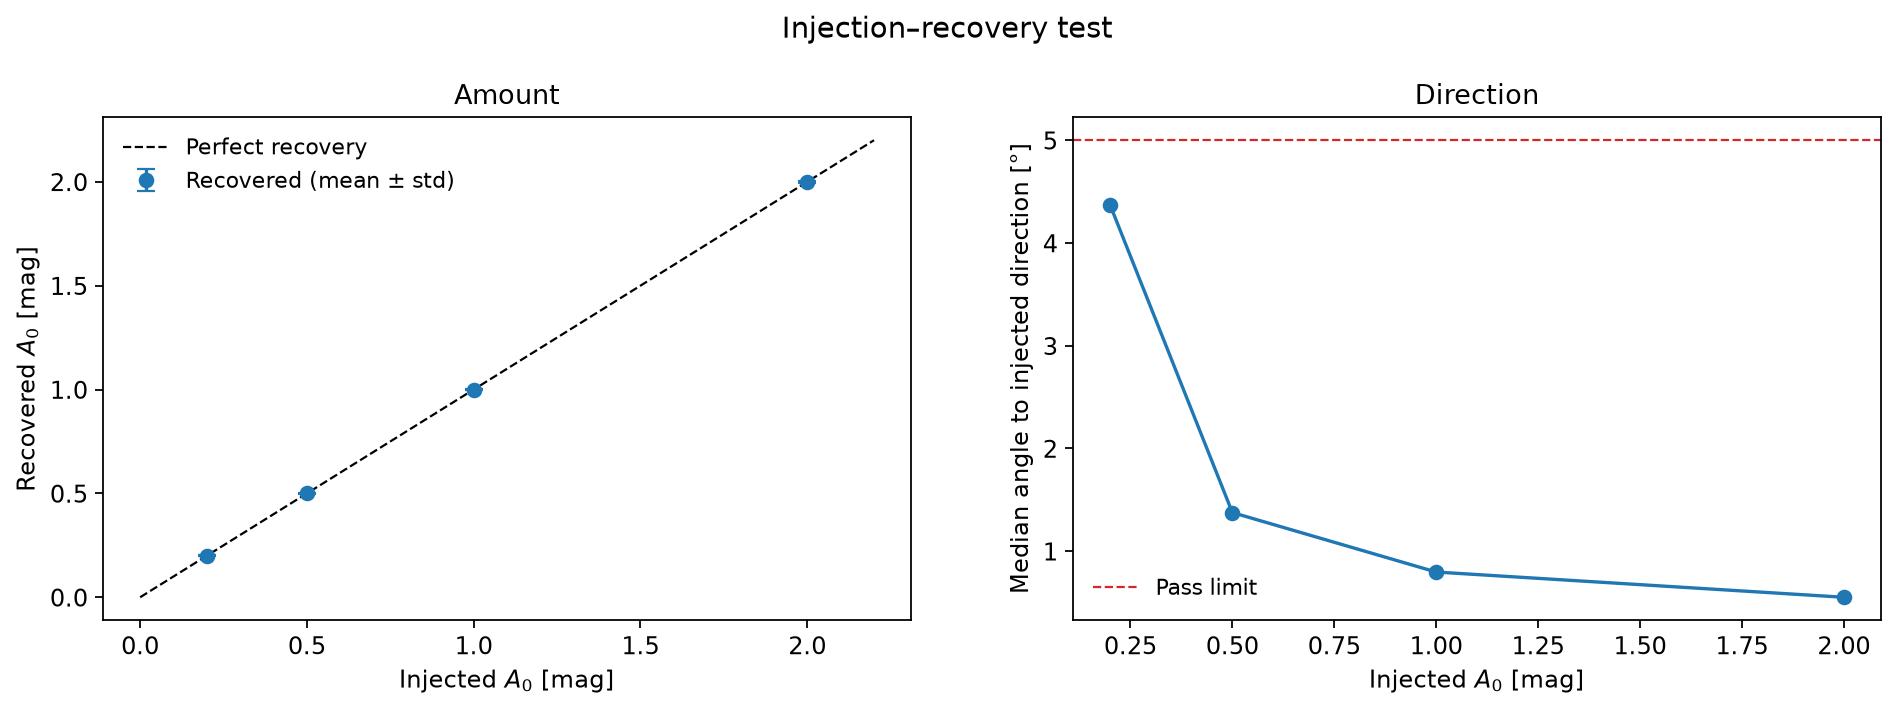 Injection–recovery test
Amount
Perfect recovery
Recovered (mean ± std)
Recovered A₀ [mag]
2.0
1.5
1.0
0.5
0.0
0.0 0.5 1.0 1.5 2.0
Injected A₀ [mag]
Direction
Median angle to injected direction [°]
5
4
3
2
1
Pass limit
0.25 0.50 0.75 1.00 1.25 1.50 1.75 2.00
Injected A₀ [mag]